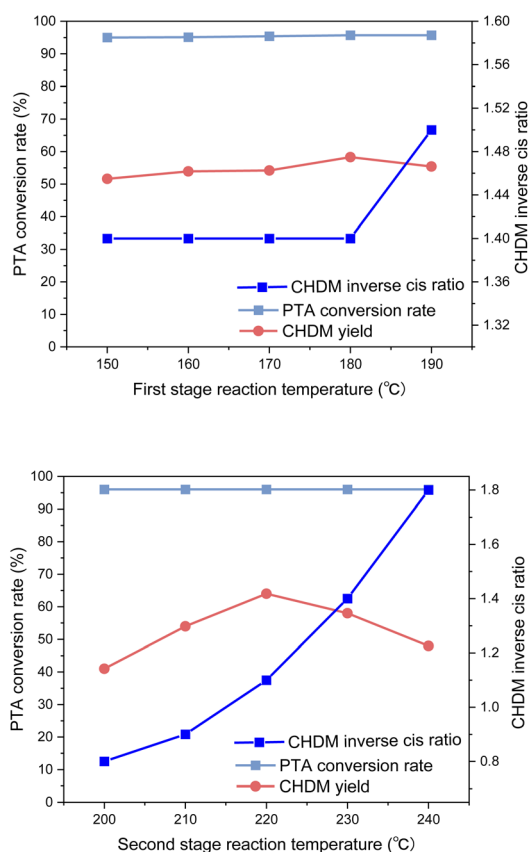 PTA conversion rate (%)
100
90
80
70
60
50
40
30
20
10
0
1.60
1.56
1.52
1.48
1.44
1.40
1.36
1.32
CHDM inverse cis ratio
CHDM inverse cis ratio
PTA conversion rate
CHDM yield
150 160 170 180 190
First stage reaction temperature (℃)
PTA conversion rate (%)
100
90
80
70
60
50
40
30
20
10
0
1.8
1.6
1.4
1.2
1.0
0.8
CHDM inverse cis ratio
CHDM inverse cis ratio
PTA conversion rate
CHDM yield
200 210 220 230 240
Second stage reaction temperature (℃)